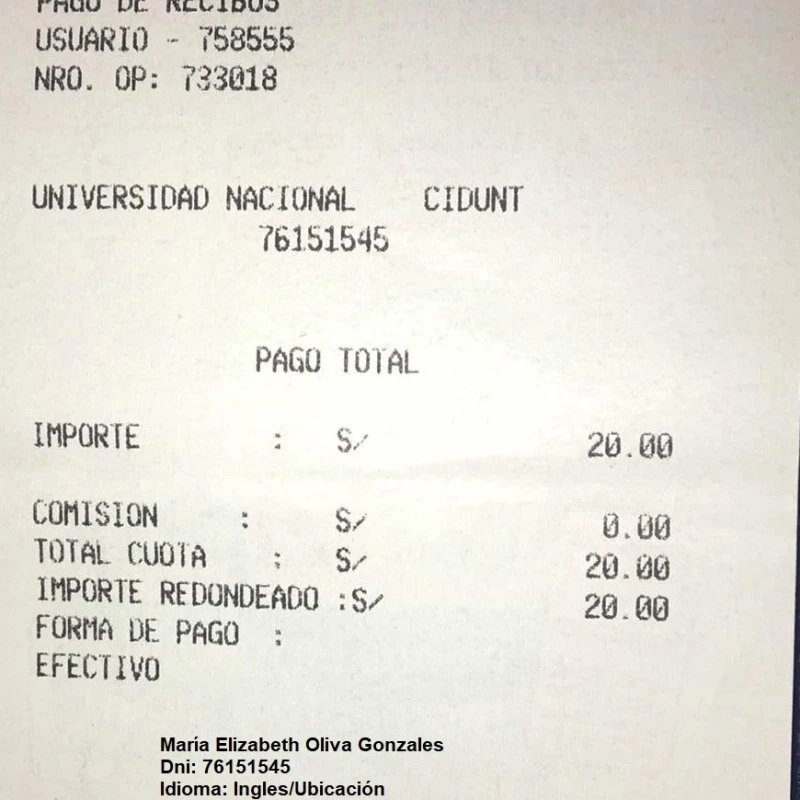 PAGO DE RECIBOS
USUARIO - 758555
NRO. OP: 733018
UNIVERSIDAD NACIONAL CIDUNT
76151545
PAGO TOTAL
IMPORTE : S/ 20.00
COMISION : S/ 0.00
TOTAL CUOTA : S/ 20.00
IMPORTE REDONDEADO :S/ 20.00
FORMA DE PAGO :
EFECTIVO
María Elizabeth Oliva Gonzales
Dni: 76151545
Idioma: Ingles/Ubicación